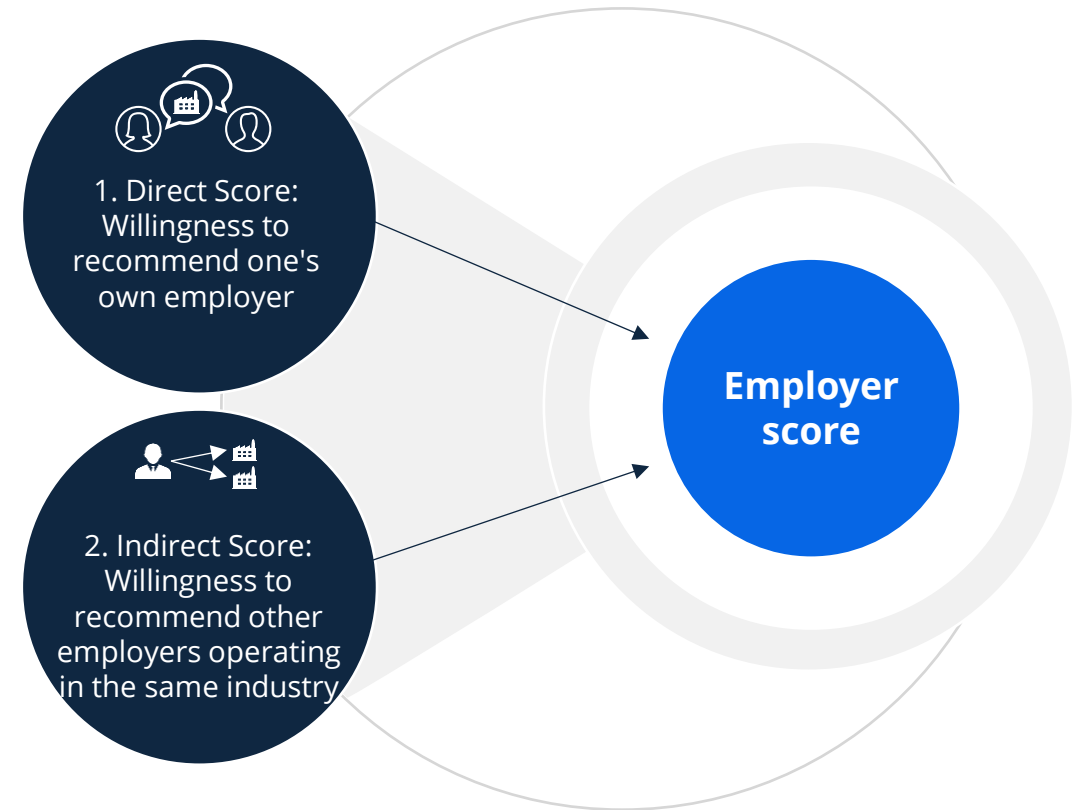 1. Direct Score:
Willingness to
recommend one's
own employer
Employer
score
2. Indirect Score:
Willingness to
recommend other
employers operating
in the same industry